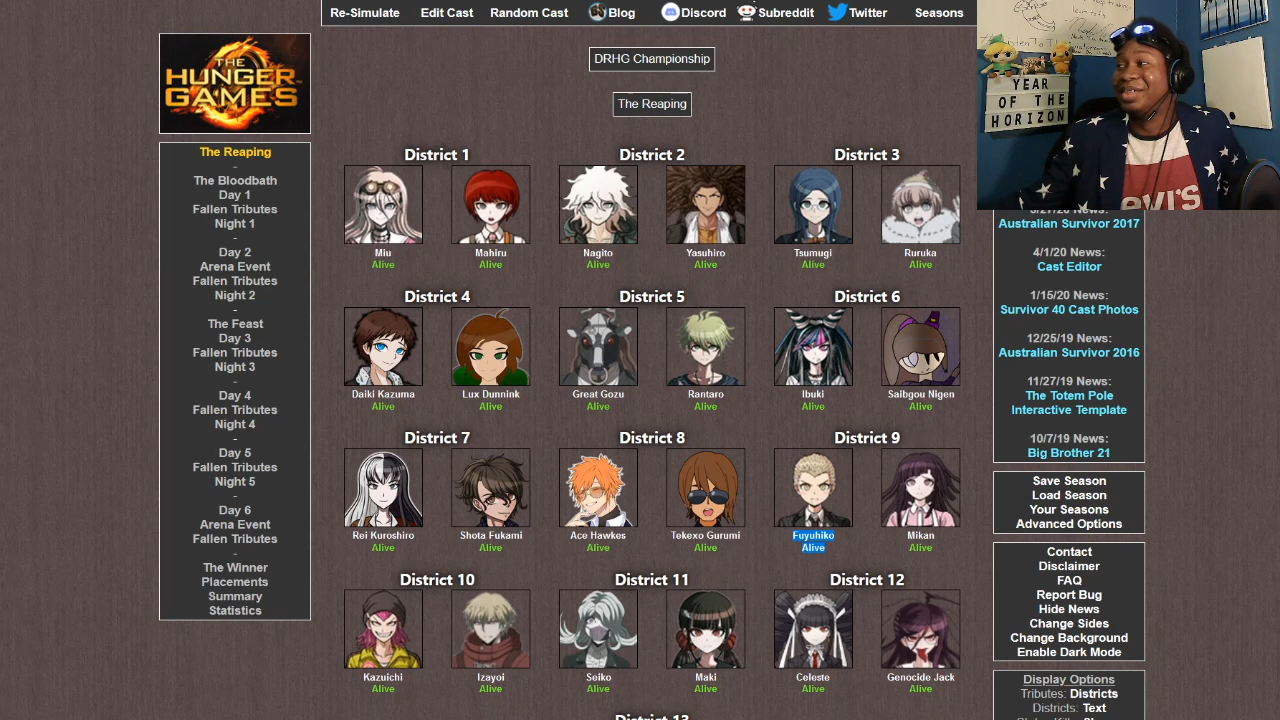 Re-Simulate Edit Cast Random Cast Blog Discord Subreddit Twitter Seasons
THE
HUNGER
GAMES
The Reaping
-
The Bloodbath
Day 1
Fallen Tributes
Night 1
-
Day 2
Arena Event
Fallen Tributes
Night 2
-
The Feast
Day 3
Fallen Tributes
Night 3
-
Day 4
Fallen Tributes
Night 4
-
Day 5
Fallen Tributes
Night 5
-
Day 6
Arena Event
Fallen Tributes
-
The Winner
Placements
Summary
Statistics
DRHG Championship
The Reaping
District 1 District 2 District 3
Miu Mahiru Nagito Yasuhiro Tsumugi Ruruka
Alive Alive Alive Alive Alive Alive
District 4 District 5 District 6
Daiki Kazuma Lux Dunnink Great Gozu Rantaro Ibuki Saibgou Nigen
Alive Alive Alive Alive Alive Alive
District 7 District 8 District 9
Rei Kuroshiro Shota Fukami Ace Hawkes Tekexo Gurumi Fuyuhiko Mikan
Alive Alive Alive Alive Alive Alive
District 10 District 11 District 12
Kazuichi Izayoi Seiko Maki Celeste Genocide Jack
Alive Alive Alive Alive Alive Alive
District 13
YEAR
OF THE
HORIZON
LEVI'S
News:
Australian Survivor 2017
4/1/20 News:
Cast Editor
1/15/20 News:
Survivor 40 Cast Photos
12/25/19 News:
Australian Survivor 2016
11/27/19 News:
The Totem Pole
Interactive Template
10/7/19 News:
Big Brother 21
Save Season
Load Season
Your Seasons
Advanced Options
Contact
Disclaimer
FAQ
Report Bug
Hide News
Change Sides
Change Background
Enable Dark Mode
Display Options
Tributes: Districts
Districts: Text